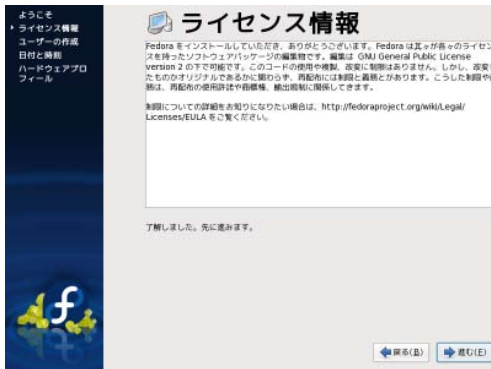 ようこそ
ライセンス情報
ユーザーの作成
日付と時刻
ハードウェアプロ
フィール
ライセンス情報
Fedora をインストールしていただき、ありがとうございます。Fedora は其々が各々のライセン
スを持ったソフトウェアパッケージの編集物です。編集は GNU General Public License
version 2 の下で可能です。このコードの使用や複製、改変に制限はありません。しかし、改変し
たものかオリジナルであるかに関わらず、再配布には制限と義務とがあります。こうした制限や義
務は、再配布の使用許諾や商標権、輸出規制に関係してきます。
制限についての詳細をお知りになりたい場合は、http://fedoraproject.org/wiki/Legal/
Licenses/EULA をご覧ください。
了解しました。先に進みます。
戻る(B)
進む(F)